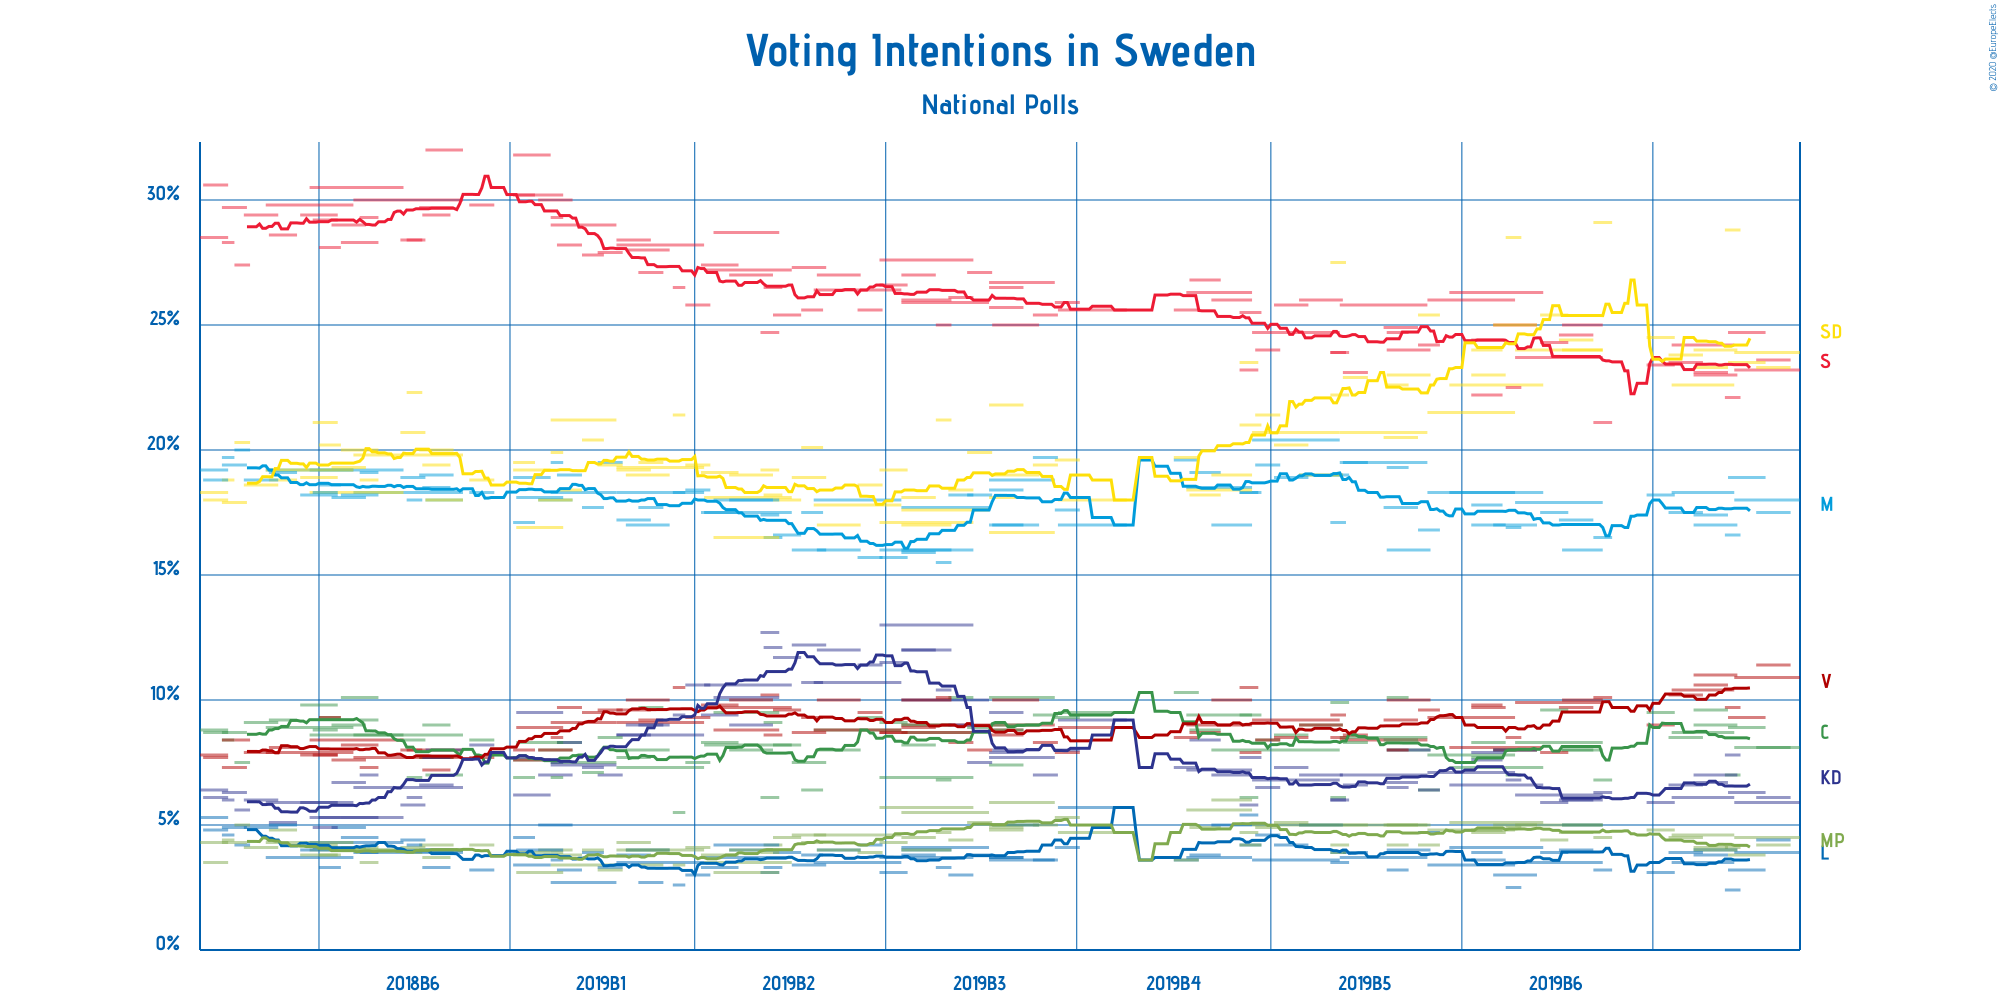 © 2020 @EuropeElects
Voting Intentions in Sweden
National Polls
30%
25%
20%
15%
10%
5%
0%
SD
S
M
V
C
KD
MP
L
2018B6 2019B1 2019B2 2019B3 2019B4 2019B5 2019B6